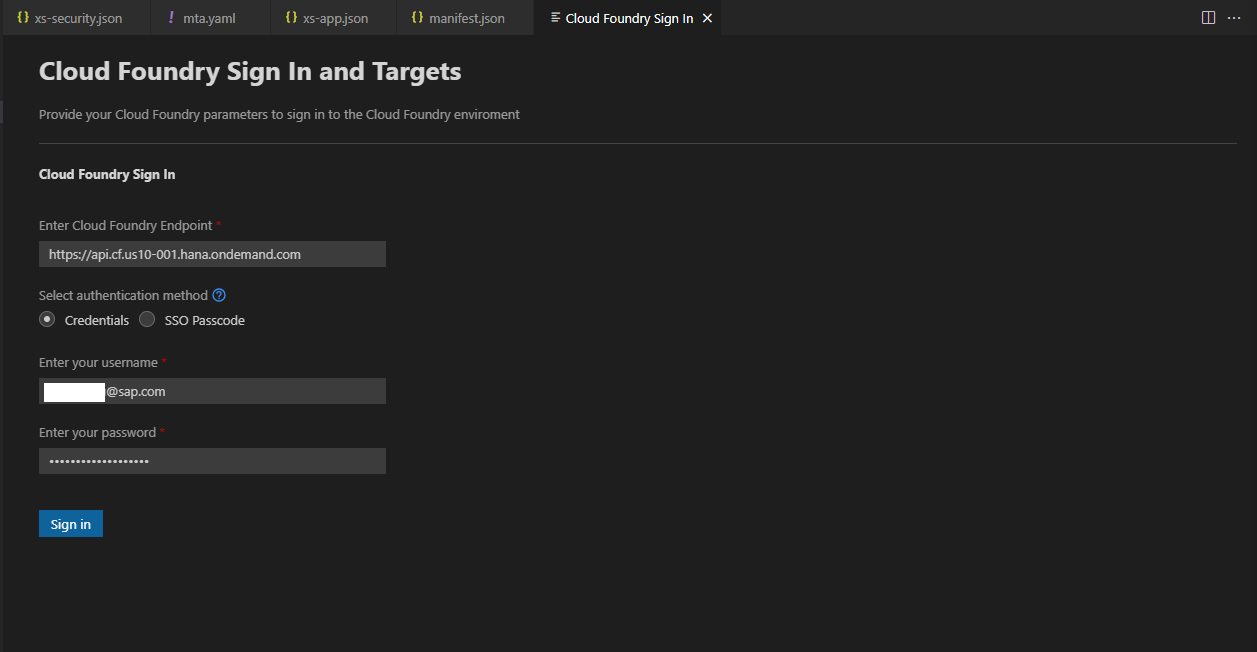 {} xs-security.json ! mta.yaml {} xs-app.json {} manifest.json Cloud Foundry Sign In ×
Cloud Foundry Sign In and Targets
Provide your Cloud Foundry parameters to sign in to the Cloud Foundry enviroment
Cloud Foundry Sign In
Enter Cloud Foundry Endpoint *
https://api.cf.us10-001.hana.ondemand.com
Select authentication method ?
Credentials SSO Passcode
Enter your username *
@sap.com
Enter your password *
•••••••••••••••••••
Sign in